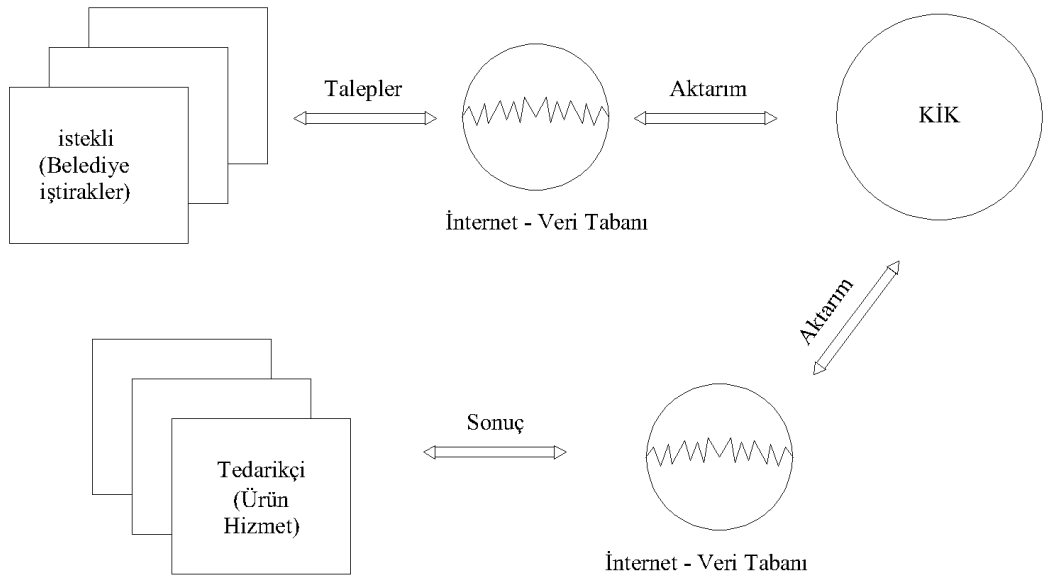 Talepler
Aktarım
KİK
istekli
(Belediye
iştirakler)
İnternet - Veri Tabanı
Aktarım
Sonuç
Tedarikçi
(Ürün
Hizmet)
İnternet - Veri Tabanı